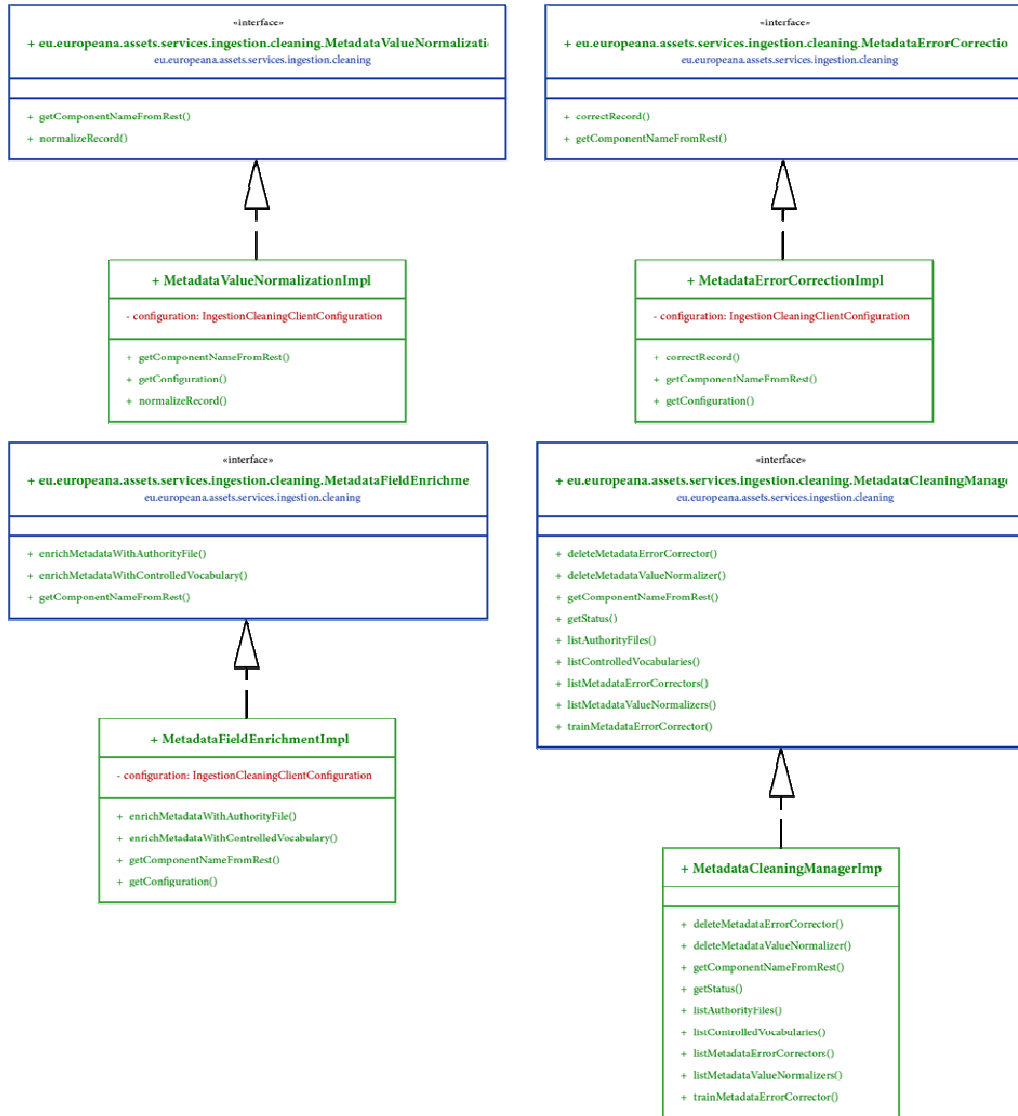 «interface»
+ eu.europeana.assets.services.ingestion.cleaning.MetadataValueNormalizati
eu.europeana.assets.services.ingestion.cleaning
+ getComponentNameFromRest()
+ normalizeRecord()
«interface»
+ eu.europeana.assets.services.ingestion.cleaning.MetadataErrorCorrectio
eu.europeana.assets.services.ingestion.cleaning
+ correctRecord()
+ getComponentNameFromRest()
+ MetadataValueNormalizationImpl
- configuration: IngestionCleaningClientConfiguration
+ getComponentNameFromRest()
+ getConfiguration()
+ normalizeRecord()
+ MetadataErrorCorrectionImpl
- configuration: IngestionCleaningClientConfiguration
+ correctRecord()
+ getComponentNameFromRest()
+ getConfiguration()
«interface»
+ eu.europeana.assets.services.ingestion.cleaning.MetadataFieldEnrichme
eu.europeana.assets.services.ingestion.cleaning
+ enrichMetadataWithAuthorityFile()
+ enrichMetadataWithControlledVocabulary()
+ getComponentNameFromRest()
«interface»
+ eu.europeana.assets.services.ingestion.cleaning.MetadataCleaningManage
eu.europeana.assets.services.ingestion.cleaning
+ deleteMetadataErrorCorrector()
+ deleteMetadataValueNormalizer()
+ getComponentNameFromRest()
+ getStatus()
+ listAuthorityFiles()
+ listControlledVocabularies()
+ listMetadataErrorCorrectors()
+ listMetadataValueNormalizers()
+ trainMetadataErrorCorrector()
+ MetadataFieldEnrichmentImpl
- configuration: IngestionCleaningClientConfiguration
+ enrichMetadataWithAuthorityFile()
+ enrichMetadataWithControlledVocabulary()
+ getComponentNameFromRest()
+ getConfiguration()
+ MetadataCleaningManagerImp
+ deleteMetadataErrorCorrector()
+ deleteMetadataValueNormalizer()
+ getComponentNameFromRest()
+ getStatus()
+ listAuthorityFiles()
+ listControlledVocabularies()
+ listMetadataErrorCorrectors()
+ listMetadataValueNormalizers()
+ trainMetadataErrorCorrector()